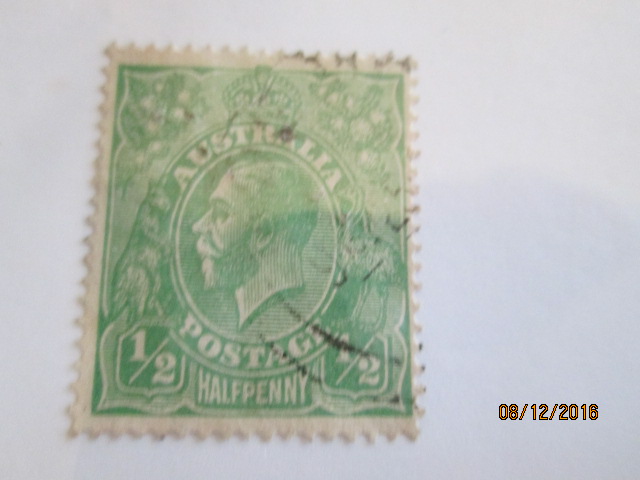 AUSTRALIA
POSTAGE
1/2 1/2
HALFPENNY
08/12/2016